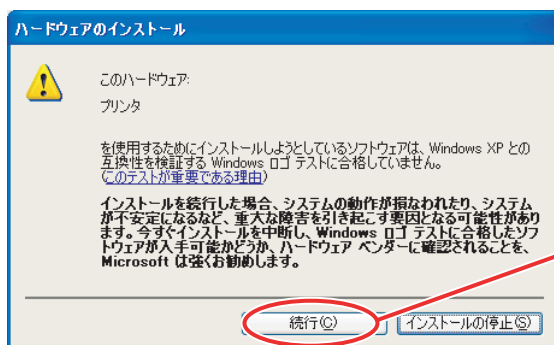 ハードウェアのインストール
このハードウェア:
プリンタ
を使用するためにインストールしようとしているソフトウェアは、Windows XP との
互換性を検証する Windows ロゴ テストに合格していません。
(このテストが重要である理由)
インストールを続行した場合、システムの動作が損なわれたり、システム
が不安定になるなど、重大な障害を引き起こす要因となる可能性があり
ます。今すぐインストールを中断し、Windows ロゴ テストに合格したソフ
トウェアが入手可能かどうか、ハードウェア ベンダーに確認されることを、
Microsoft は強くお勧めします。
続行(C) インストールの停止(S)